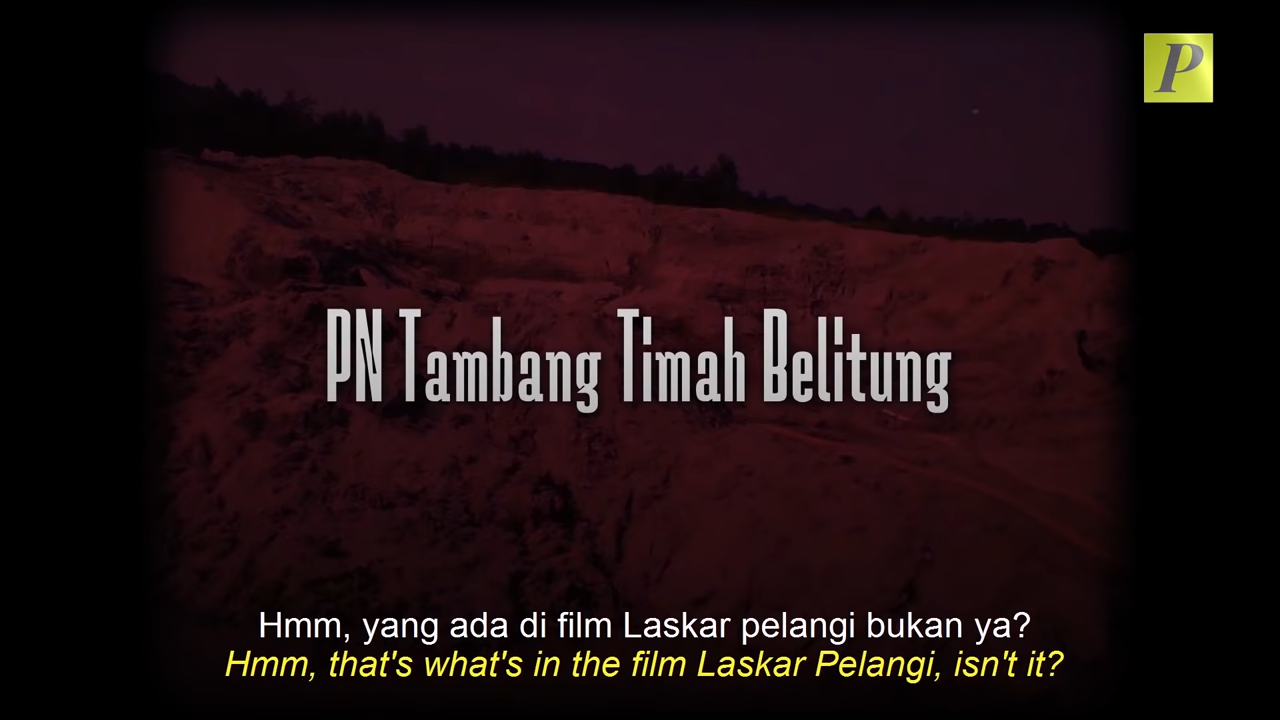 P
PN Tambang Timah Belitung
Hmm, yang ada di film Laskar pelangi bukan ya?
Hmm, that's what's in the film Laskar Pelangi, isn't it?